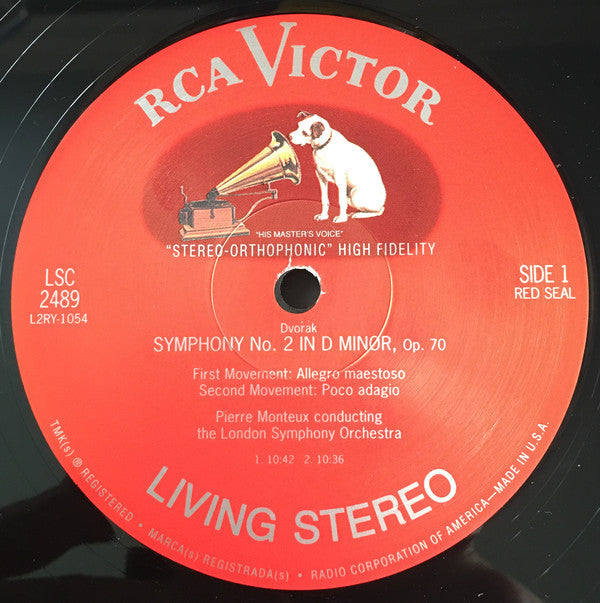 RCA VICTOR
"HIS MASTER'S VOICE"
"STEREO-ORTHOPHONIC" HIGH FIDELITY
LSC
2489
L2RY-1054
SIDE 1
RED SEAL
Dvorak
SYMPHONY No. 2 IN D MINOR, Op. 70
First Movement: Allegro maestoso
Second Movement: Poco adagio
Pierre Monteux conducting
the London Symphony Orchestra
1. 10:42 2. 10:36
LIVING STEREO
TMK(s) ® REGISTERED • MARCA(s) REGISTRADA(s) • RADIO CORPORATION OF AMERICA—MADE IN U.S.A.